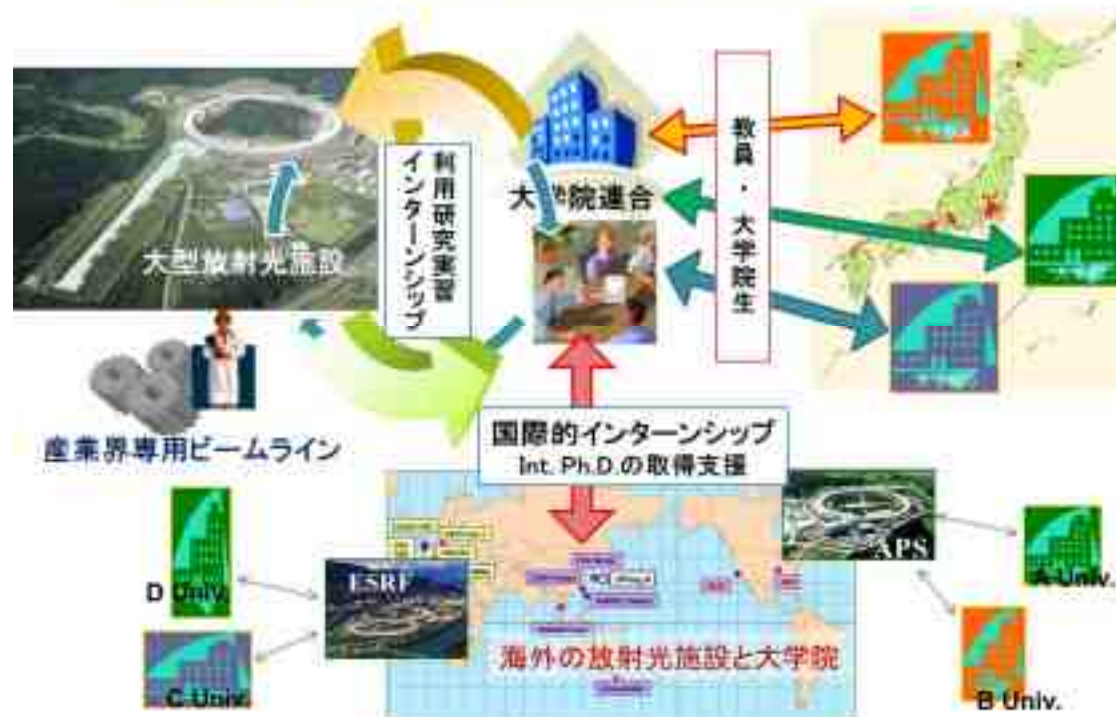 大学院連合
教員・大学院生
利用研究実習
インターンシップ
大型放射光施設
産業界専用ビームライン
国際的インターンシップ
Int. Ph.D.の取得支援
D Univ.
ESRF
APS
A Univ.
C Univ.
海外の放射光施設と大学院
B Univ.